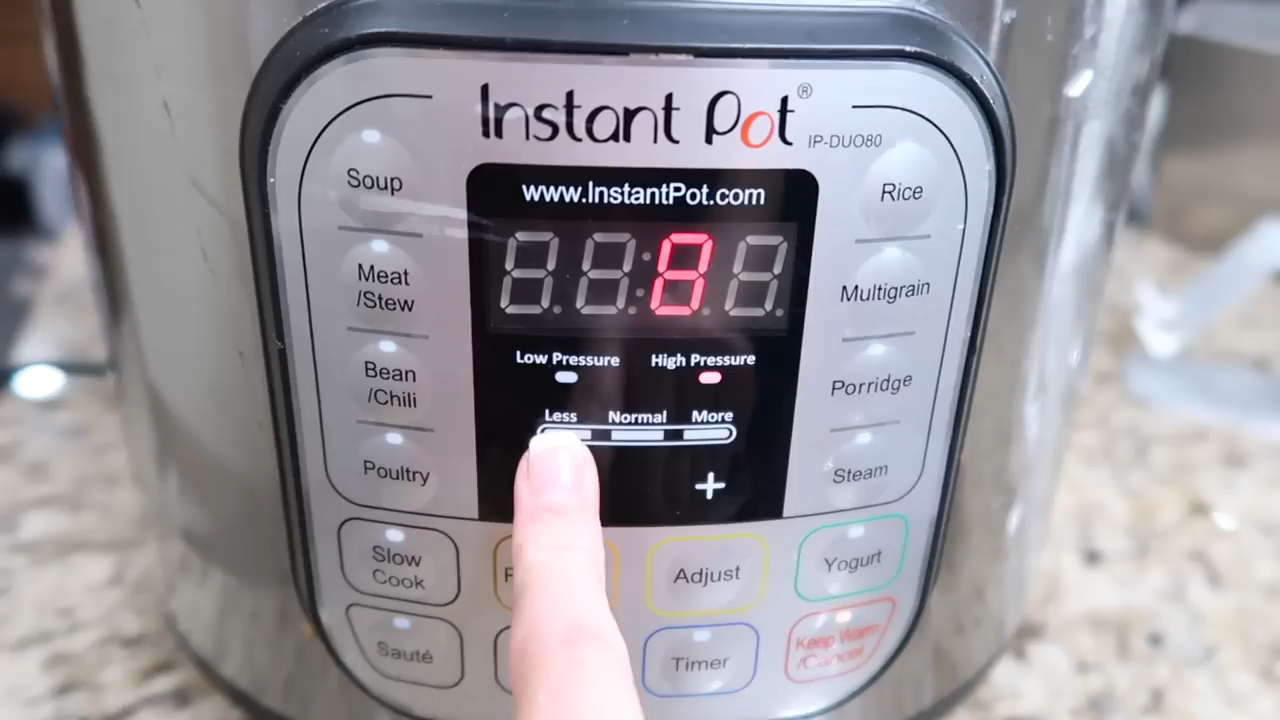 Instant Pot®
IP-DUO80
www.InstantPot.com
Soup
Meat
/Stew
Bean
/Chili
Poultry
8
Low Pressure
High Pressure
Less
Normal
More
+
Rice
Multigrain
Porridge
Steam
Slow
Cook
Adjust
Yogurt
Sauté
Timer
Keep Warm
/Cancel